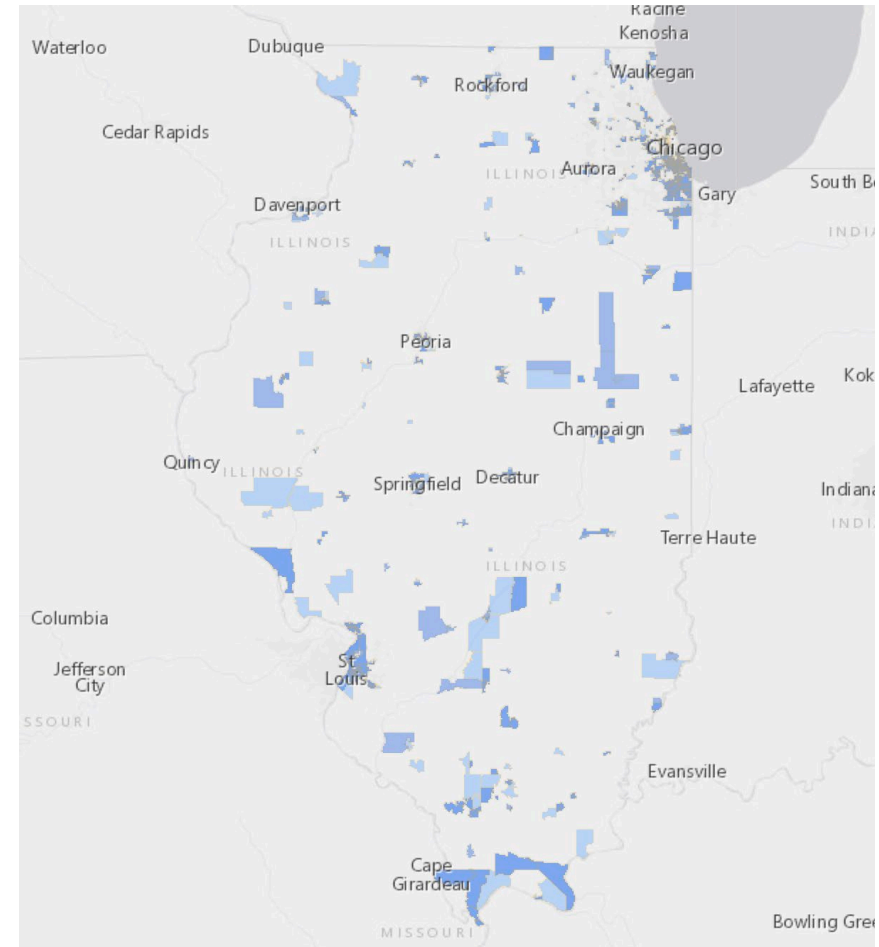 Racine
Kenosha
Waterloo
Dubuque
Waukegan
Rockford
Cedar Rapids
Chicago
ILLINOIS
Aurora
South Be
Gary
Davenport
INDIA
ILLINOIS
Peoria
Lafayette
Kok
Champaign
Quincy
ILLINOIS
Springfield
Decatur
Indiana
INDI
Terre Haute
ILLINOIS
Columbia
St
Louis
Jefferson
City
SSOURI
Evansville
Cape
Girardeau
MISSOURI
Bowling Gree